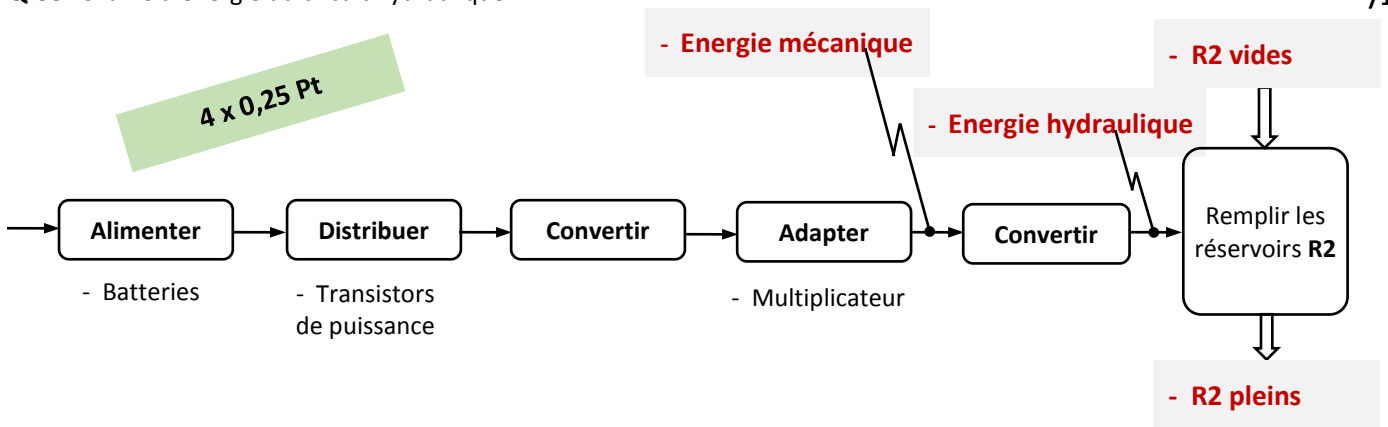 - Energie mécanique
- R2 vides
4 x 0,25 Pt
- Energie hydraulique
Alimenter
Distribuer
Convertir
Adapter
Convertir
Remplir les
réservoirs R2
- Batteries
- Transistors
de puissance
- Multiplicateur
- R2 pleins